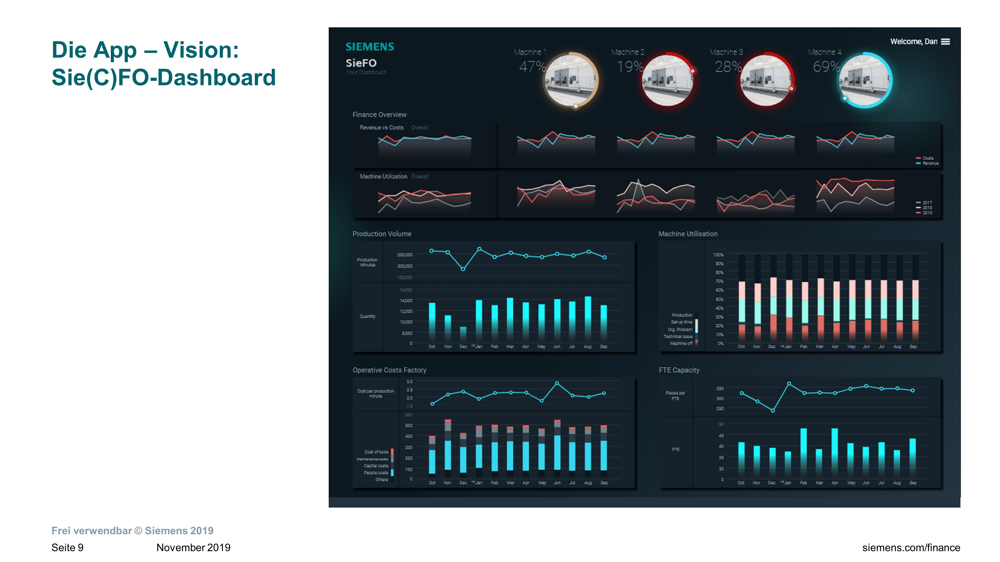 Die App – Vision:
Sie(C)FO-Dashboard
SIEMENS
SieFO
Your Dashboard
Welcome, Dan
Machine 1
47%
Machine 2
19%
Machine 3
28%
Machine 4
69%
Finance Overview
Revenue vs Costs Overall
Costs
Revenue
Machine Utilization Overall
2017
2018
2019
Production Volume
Production
Minutes
250,000
200,000
150,000
Quantity
16,000
14,000
12,000
10,000
8,000
0
Oct Nov Dec 19'Jan Feb Mar Apr May Jun Jul Aug Sep
Machine Utilisation
100%
90%
80%
70%
60%
50%
40%
30%
20%
10%
0%
Production
Set-up time
Org. Problem
Technical issue
Machine off
Oct Nov Dec 19'Jan Feb Mar Apr May Jun Jul Aug Sep
Operative Costs Factory
Cost per production
minute
3.0
2.5
2.0
1.5
600
500
400
300
200
100
0
Cost of tools
Maintenance costs
Capital costs
People costs
Others
Oct Nov Dec 19'Jan Feb Mar Apr May Jun Jul Aug Sep
FTE Capacity
Pieces per
FTE
350
300
250
FTE
50
45
40
35
30
0
Oct Nov Dec 19'Jan Feb Mar Apr May Jun Jul Aug Sep
Frei verwendbar © Siemens 2019
Seite 9 November 2019
siemens.com/finance